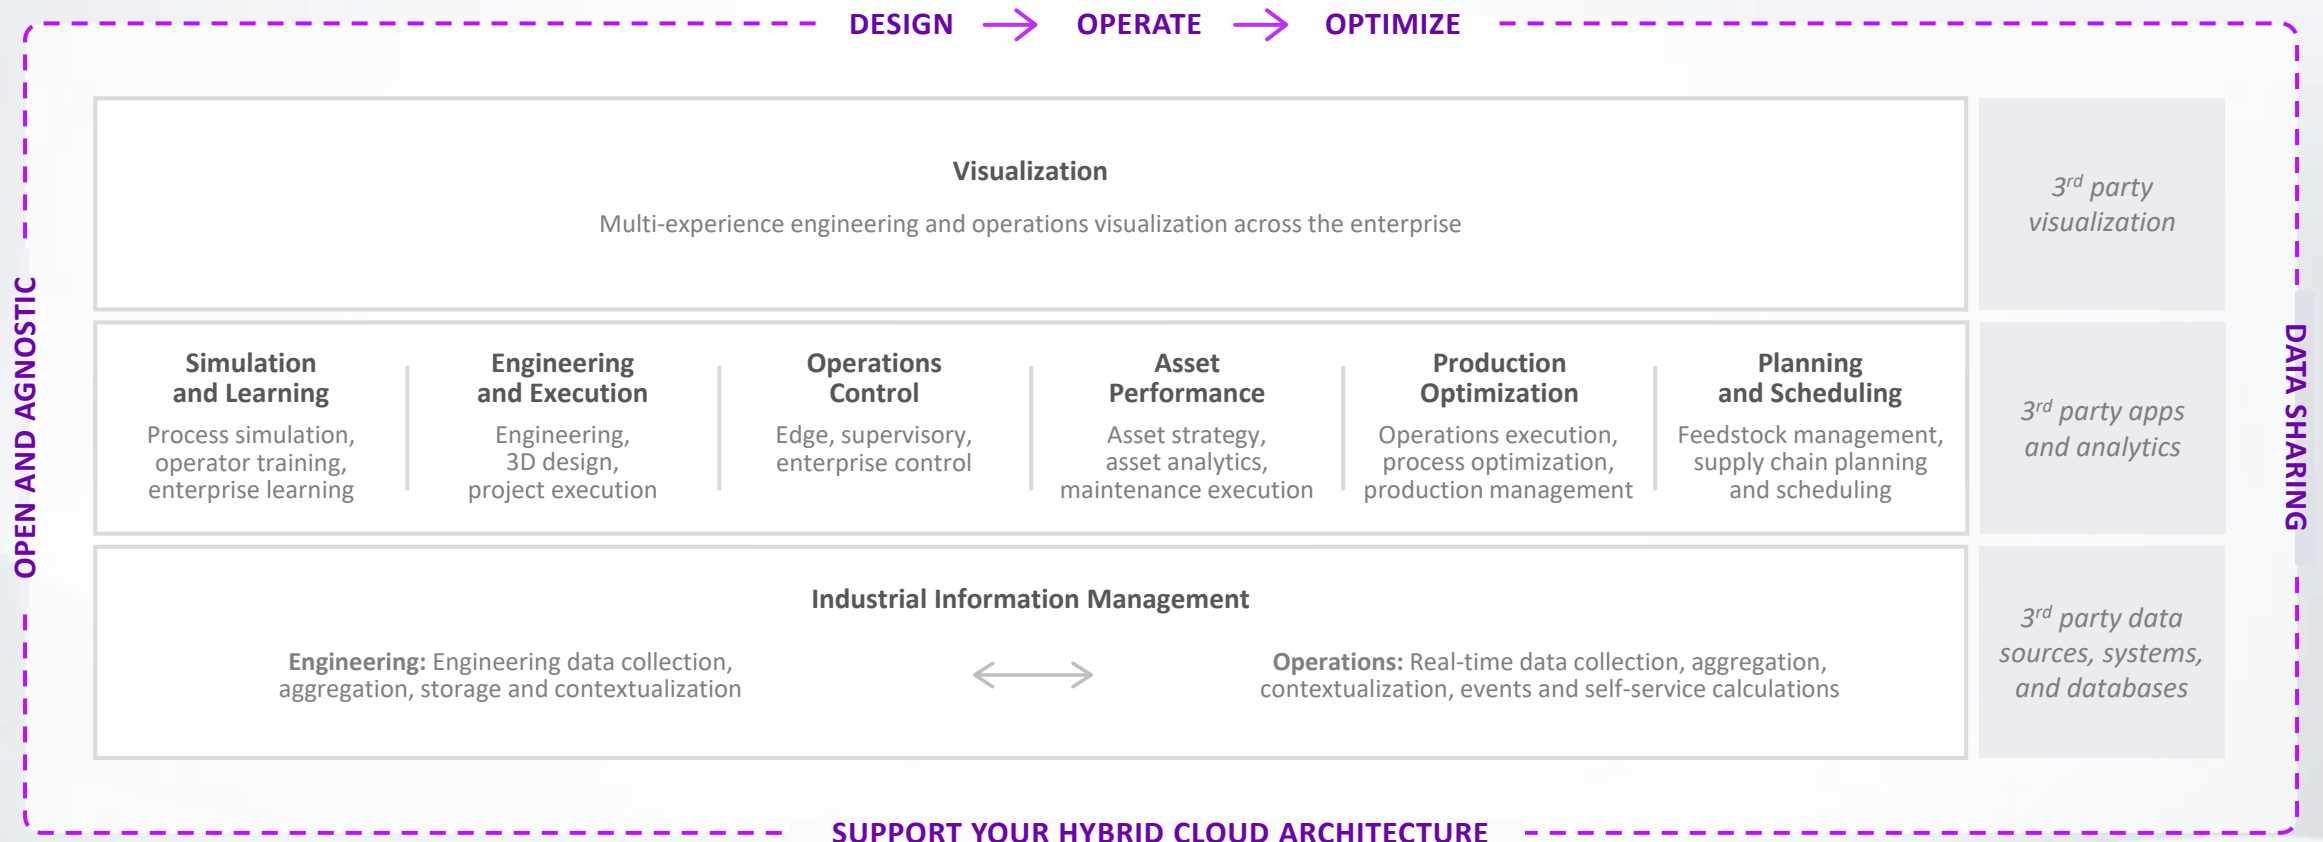 DESIGN → OPERATE → OPTIMIZE
OPEN AND AGNOSTIC
Visualization
Multi-experience engineering and operations visualization across the enterprise
3rd party
visualization
Simulation
and Learning
Process simulation,
operator training,
enterprise learning
Engineering
and Execution
Engineering,
3D design,
project execution
Operations
Control
Edge, supervisory,
enterprise control
Asset
Performance
Asset strategy,
asset analytics,
maintenance execution
Production
Optimization
Operations execution,
process optimization,
production management
Planning
and Scheduling
Feedstock management,
supply chain planning
and scheduling
3rd party apps
and analytics
Industrial Information Management
Engineering: Engineering data collection,
aggregation, storage and contextualization
Operations: Real-time data collection, aggregation,
contextualization, events and self-service calculations
3rd party data
sources, systems,
and databases
DATA SHARING
SUPPORT YOUR HYBRID CLOUD ARCHITECTURE